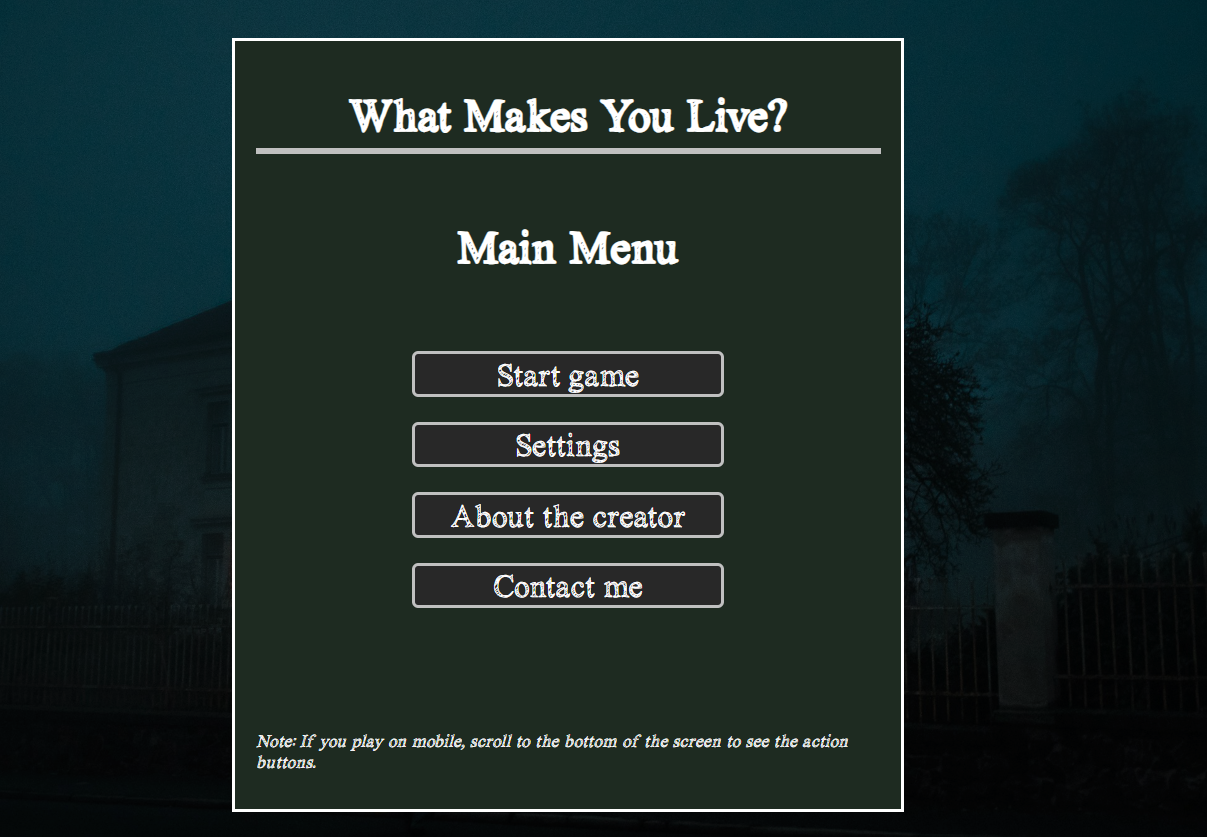 What Makes You Live?
Main Menu
Start game
Settings
About the creator
Contact me
Note: If you play on mobile, scroll to the bottom of the screen to see the action
buttons.